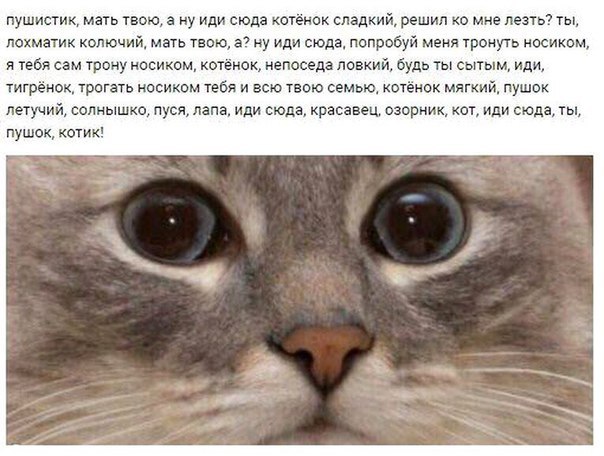 пушистик, мать твою, а ну иди сюда котёнок сладкий, решил ко мне лезть? ты,
лохматик колючий, мать твою, а? ну иди сюда, попробуй меня тронуть носиком,
я тебя сам трону носиком, котёнок, непоседа ловкий, будь ты сытым, иди,
тигрёнок, трогать носиком тебя и всю твою семью, котёнок мягкий, пушок
летучий, солнышко, пуся, лапа, иди сюда, красавец, озорник, кот, иди сюда, ты,
пушок, котик!